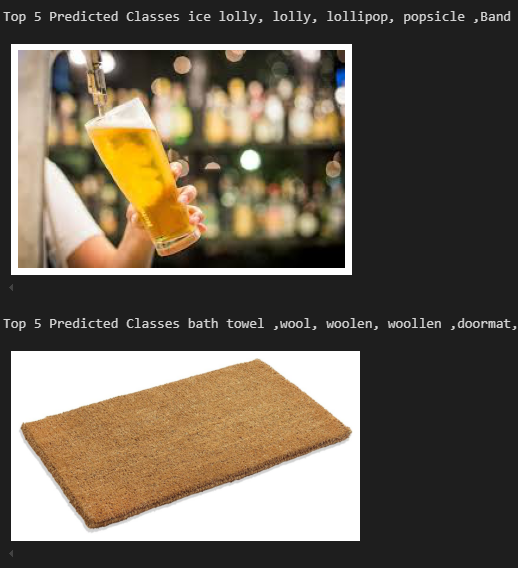 Top 5 Predicted Classes ice lolly, lolly, lollipop, popsicle ,Band
Top 5 Predicted Classes bath towel ,wool, woolen, woollen ,doormat,